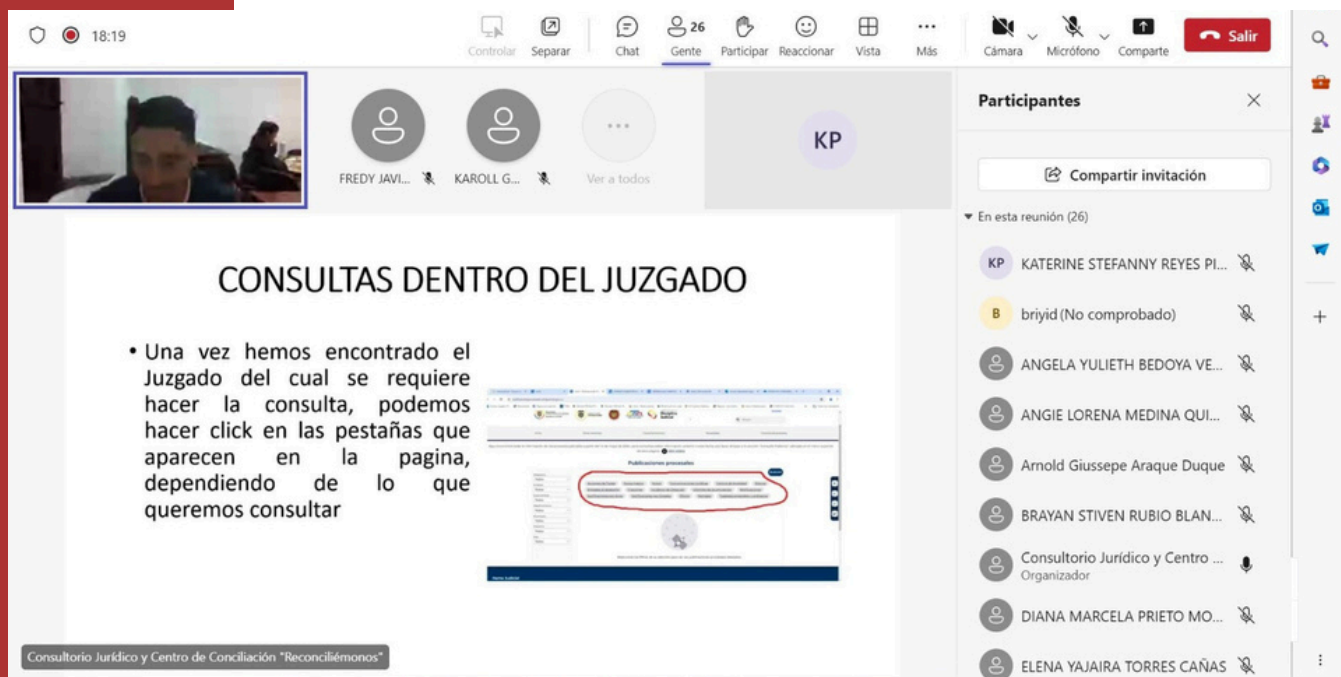 18:19
Controlar
Separar
Chat
26
Gente
Participar
Reaccionar
Vista
Más
Cámara
Micrófono
Comparte
Salir
FREDY JAVI...
KAROLL G...
Ver a todos
KP
CONSULTAS DENTRO DEL JUZGADO
• Una vez hemos encontrado el
Juzgado del cual se requiere
hacer la consulta, podemos
hacer click en las pestañas que
aparecen en la pagina,
dependiendo de lo que
queremos consultar
Publicaciones procesales
Consultorio Jurídico y Centro de Conciliación "Reconciliémonos"
Participantes
Compartir invitación
En esta reunión (26)
KP KATERINE STEFANNY REYES PI...
B briyid (No comprobado)
ANGELA YULIETH BEDOYA VE...
ANGIE LORENA MEDINA QUI...
Arnold Giussepe Araque Duque
BRAYAN STIVEN RUBIO BLAN...
Consultorio Jurídico y Centro ...
Organizador
DIANA MARCELA PRIETO MO...
ELENA YAJAIRA TORRES CAÑAS